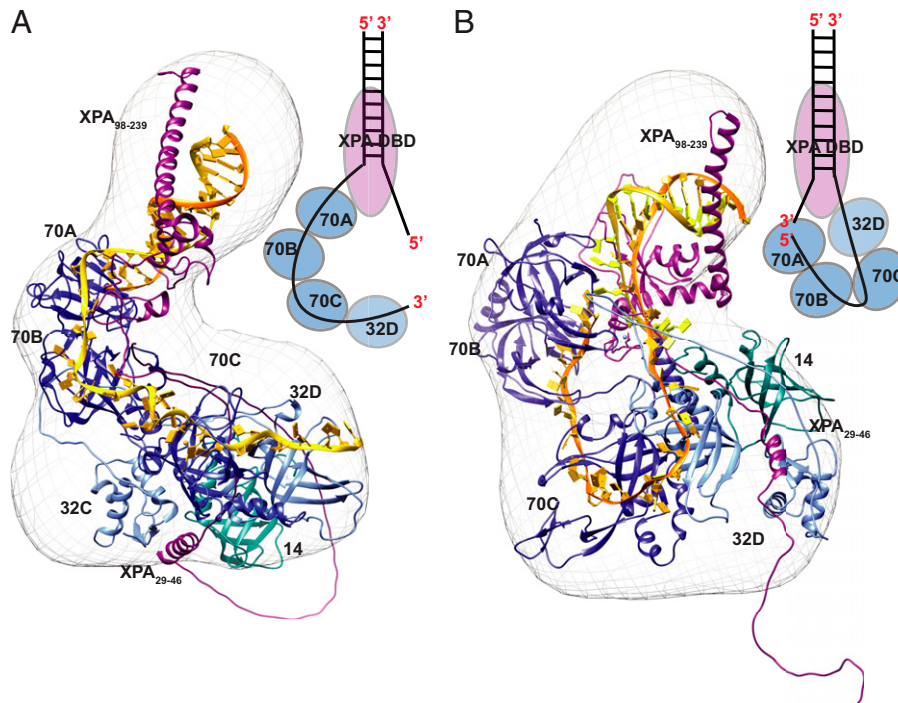 A
5’ 3’
XPA98-239
XPA DBD
70A
70A
5’
70B
70B
70C
3’
32D
70C
32D
32C
14
XPA29-46
B
5’ 3’
XPA98-239
XPA DBD
3’
5’
32D
70A
70A
70C
70B
70B
14
XPA29-46
70C
32D